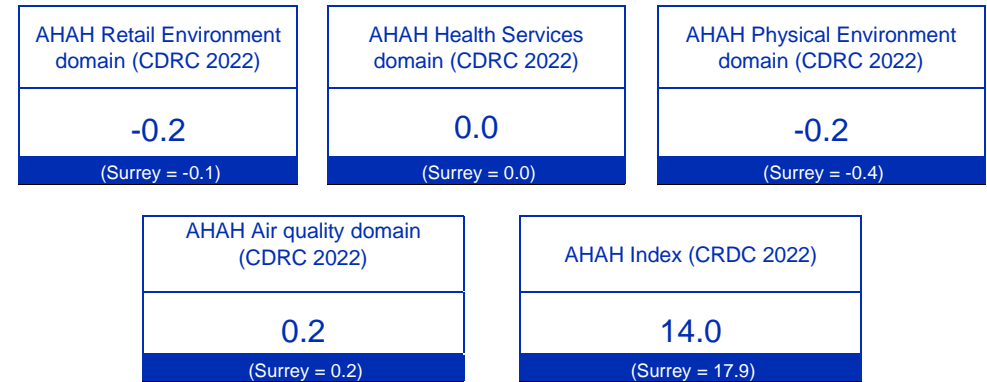 AHAH Retail Environment
domain (CDRC 2022)
-0.2
(Surrey = -0.1)
AHAH Health Services
domain (CDRC 2022)
0.0
(Surrey = 0.0)
AHAH Physical Environment
domain (CDRC 2022)
-0.2
(Surrey = -0.4)
AHAH Air quality domain
(CDRC 2022)
0.2
(Surrey = 0.2)
AHAH Index (CRDC 2022)
14.0
(Surrey = 17.9)